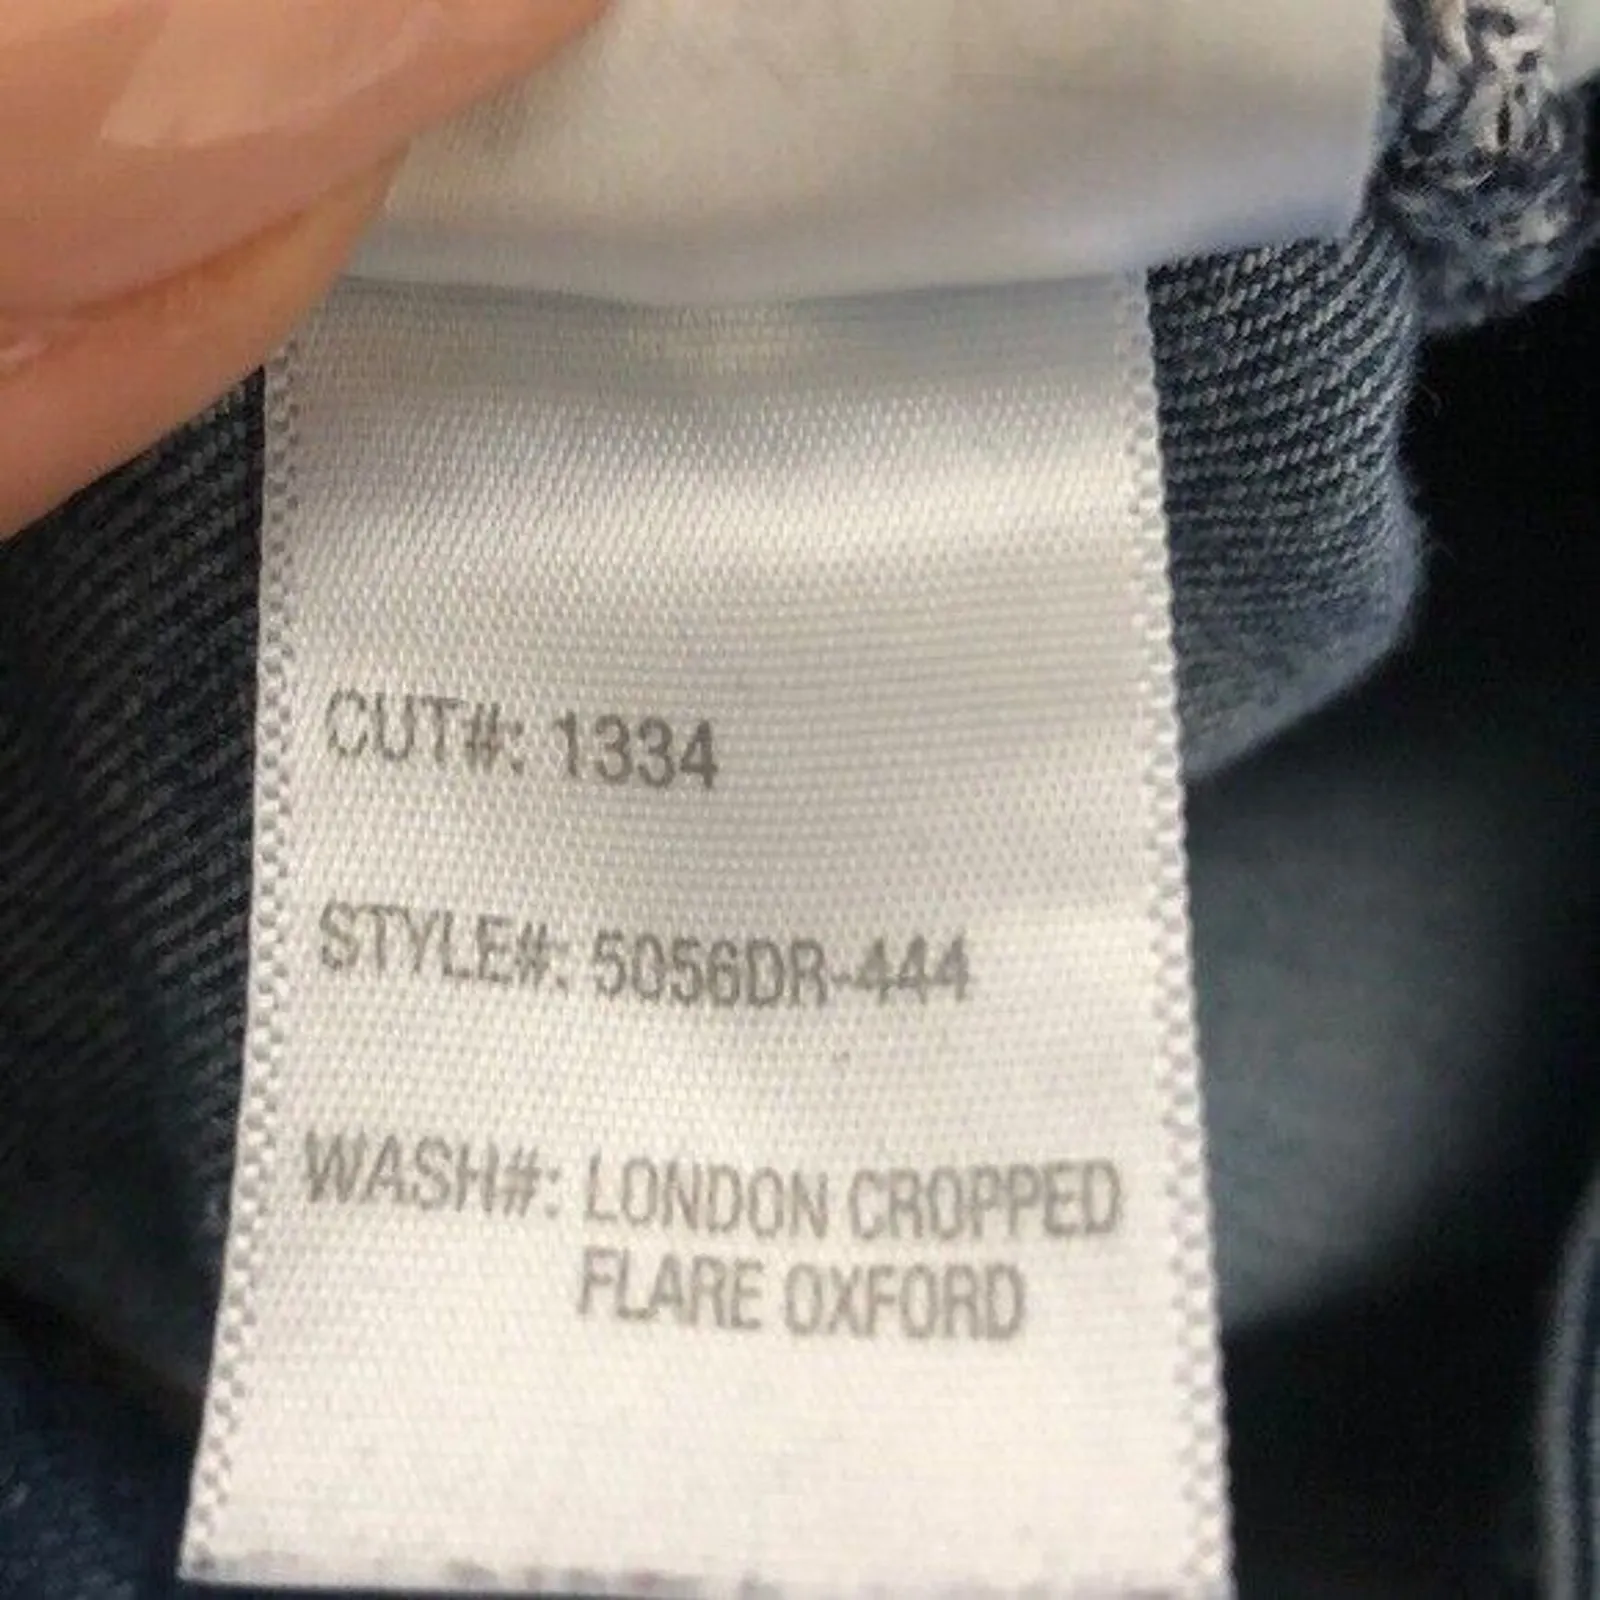 CUT#: 1334
STYLE#: 5056DR-444
WASH#: LONDON CROPPED
FLARE OXFORD